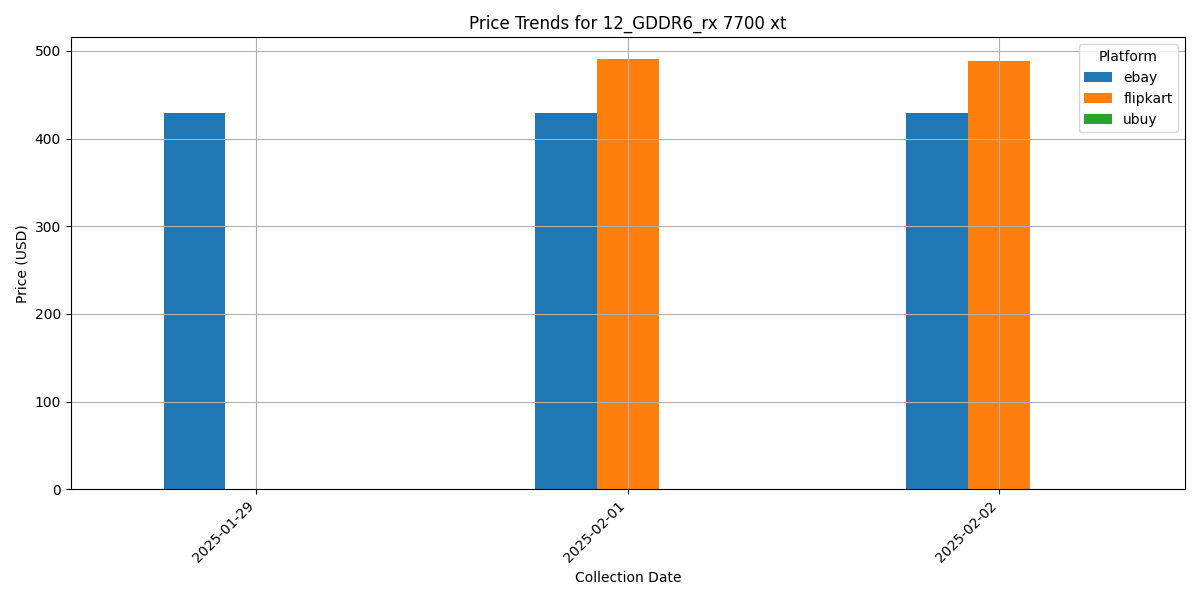 Price Trends for 12_GDDR6_rx 7700 xt
Platform
ebay
flipkart
ubuy
500
400
300
200
100
0
Price (USD)
2025-01-29
2025-02-01
2025-02-02
Collection Date